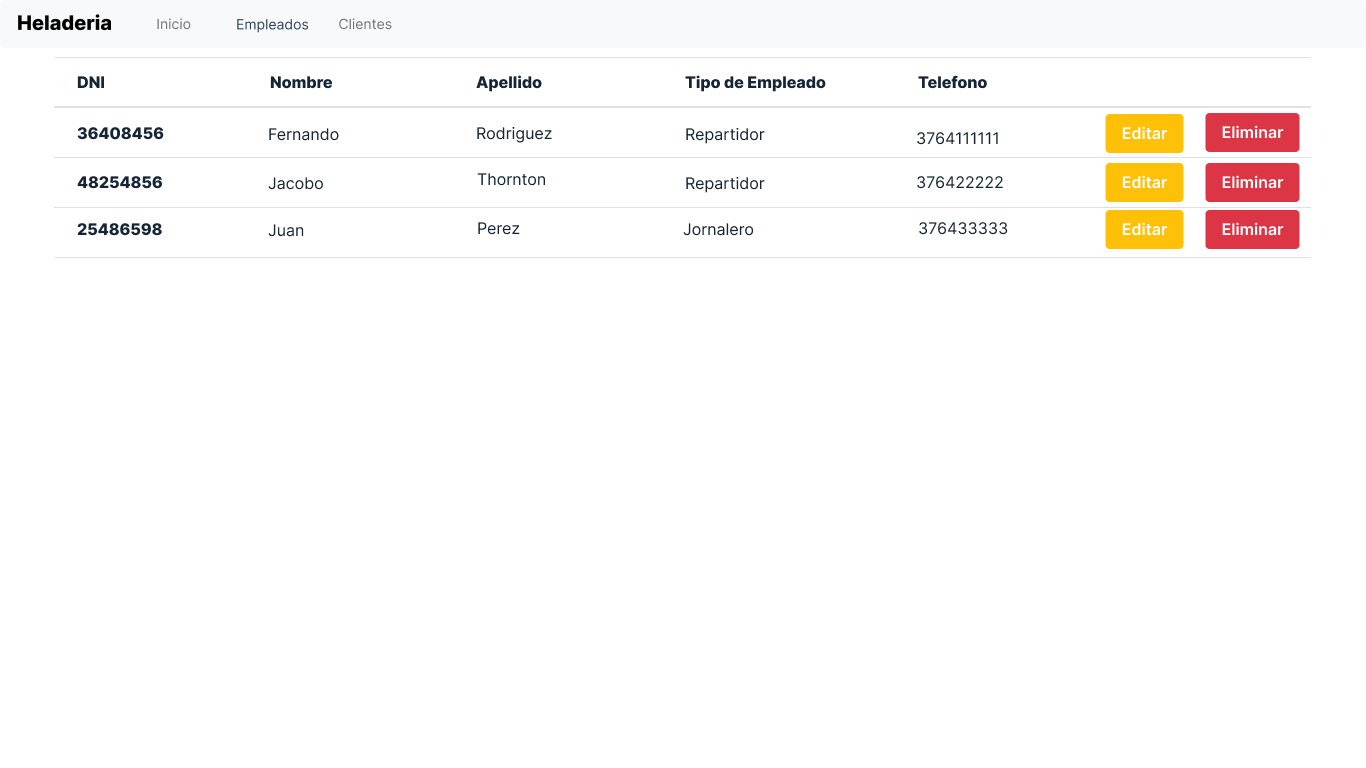 Heladeria Inicio Empleados Clientes
DNI Nombre Apellido Tipo de Empleado Telefono
36408456 Fernando Rodriguez Repartidor 3764111111 Editar Eliminar
48254856 Jacobo Thornton Repartidor 376422222 Editar Eliminar
25486598 Juan Perez Jornalero 376433333 Editar Eliminar